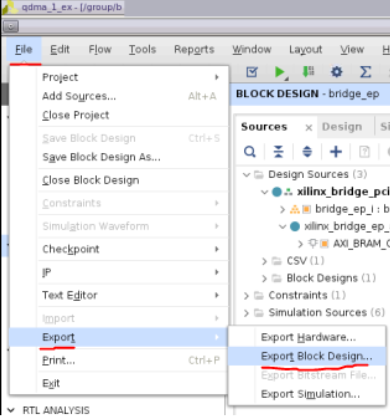 qdma_1_ex - [/group/b
File Edit Flow Tools Reports Window Layout View H
Project
Add Sources... Alt+A
Close Project
Save Block Design Ctrl+S
Save Block Design As...
Close Block Design
Constraints
Simulation Waveform
Checkpoint
IP
Text Editor
Import
Export
Print... Ctrl+P
Exit
RTL ANALYSIS
BLOCK DESIGN - bridge_ep
Sources × Design Si
Design Sources (3)
xilinx_bridge_pci
bridge_ep_i : b
xilinx_bridge_ep_
AXI_BRAM_C
CSV (1)
Block Designs (1)
Constraints (1)
Simulation Sources (6)
Export Hardware...
Export Block Design...
Export Bitstream File...
Export Simulation...